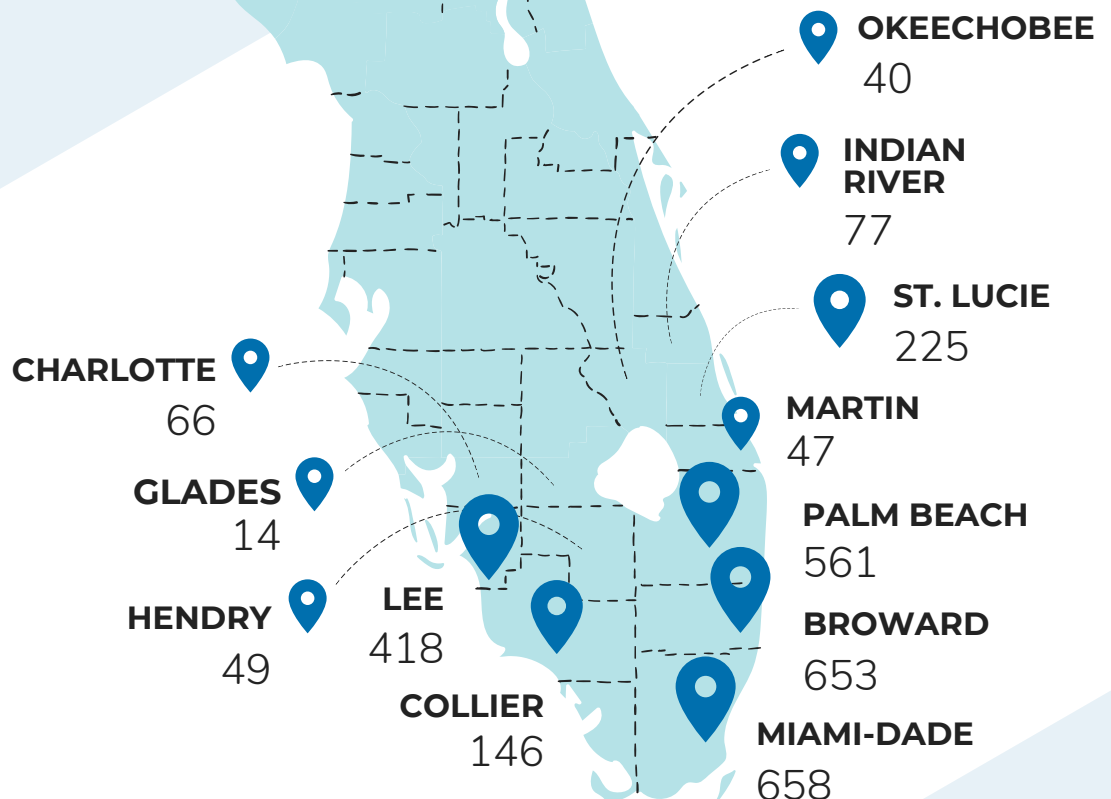 OKEECHOBEE
40
INDIAN
RIVER
77
ST. LUCIE
225
CHARLOTTE
66
MARTIN
47
GLADES
14
PALM BEACH
561
HENDRY
49
LEE
418
BROWARD
653
COLLIER
146
MIAMI-DADE
658